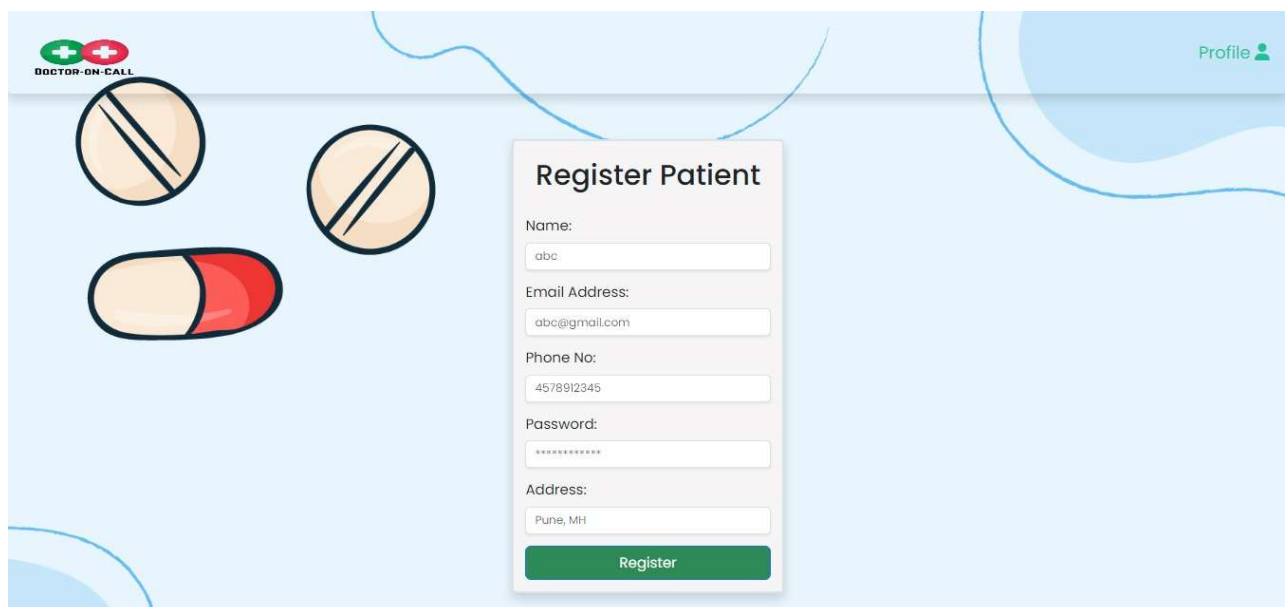 DOCTOR-ON-CALL
Profile
Register Patient
Name:
abc
Email Address:
abc@gmail.com
Phone No:
4578912345
Password:
************
Address:
Pune, MH
Register